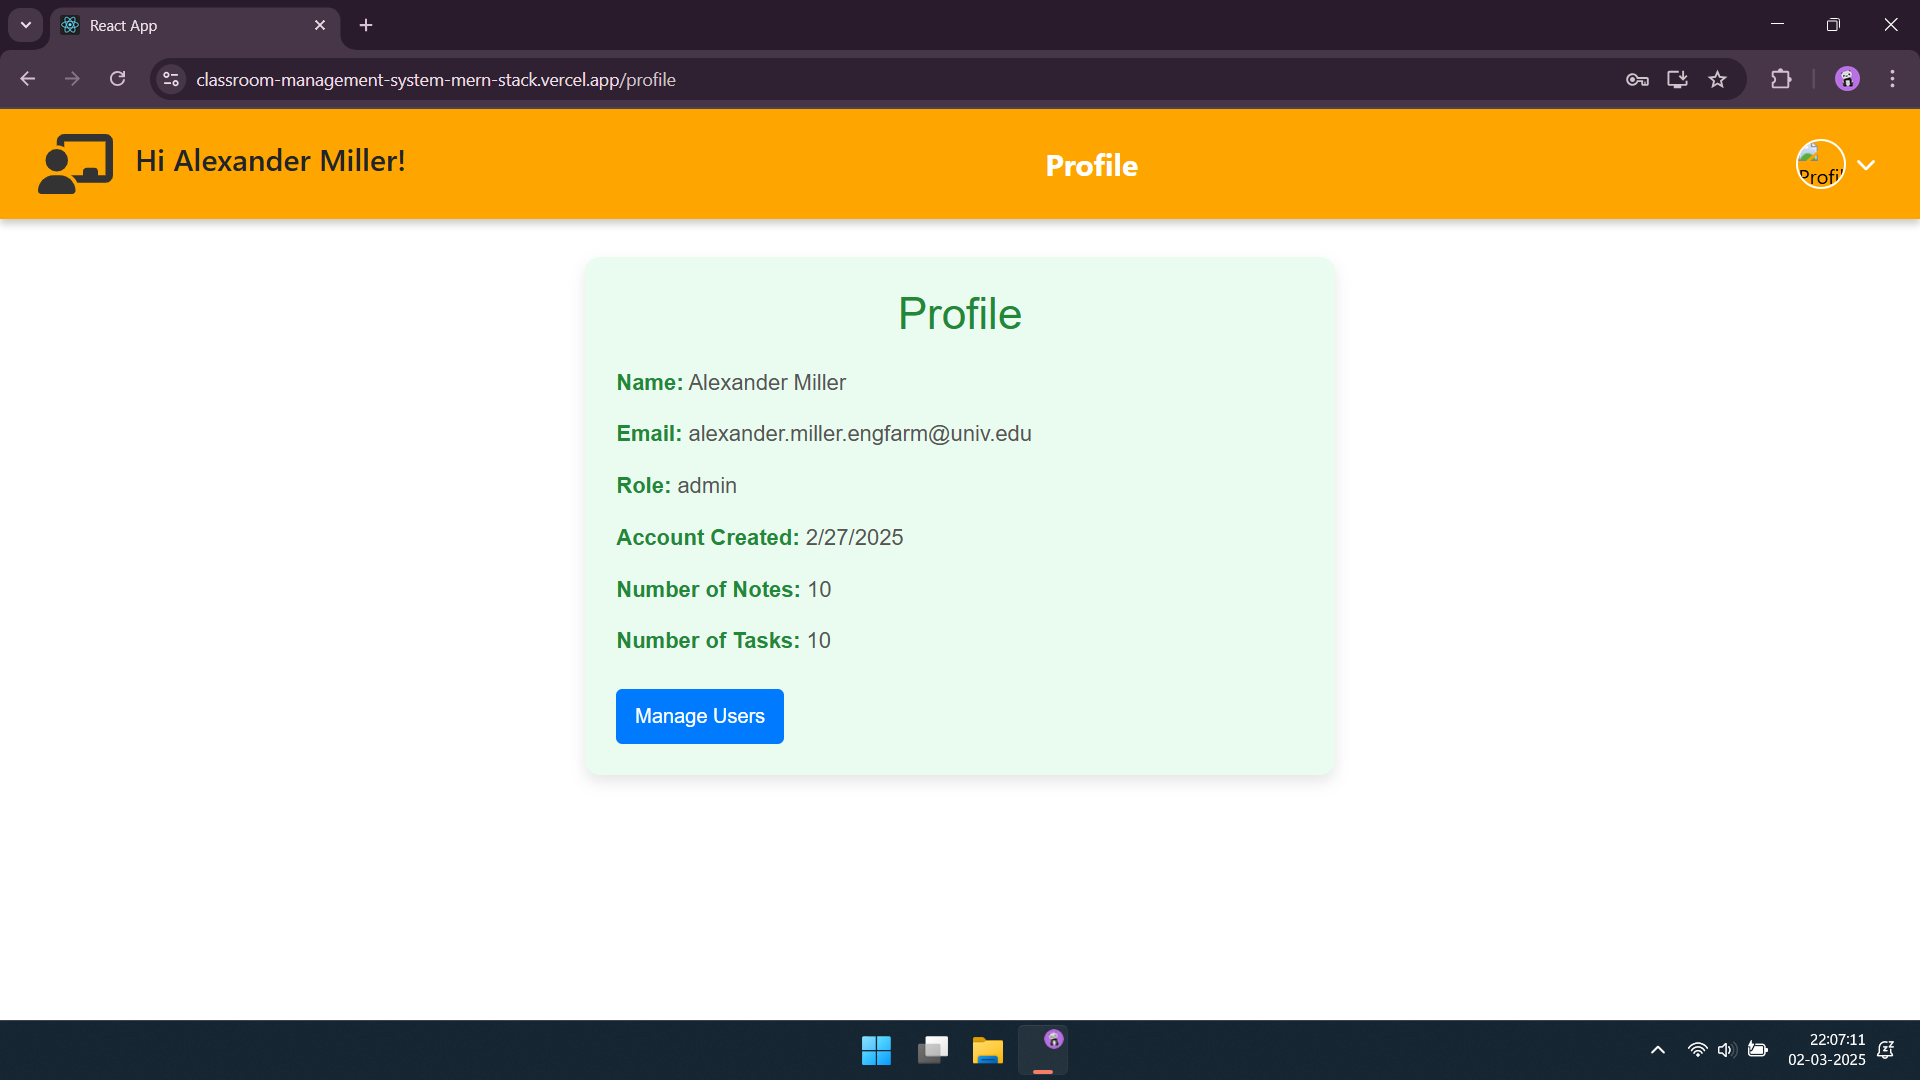 React App
classroom-management-system-mern-stack.vercel.app/profile
Hi Alexander Miller!
Profile
Profi
Profile
Name: Alexander Miller
Email: alexander.miller.engfarm@univ.edu
Role: admin
Account Created: 2/27/2025
Number of Notes: 10
Number of Tasks: 10
Manage Users
22:07:11
02-03-2025